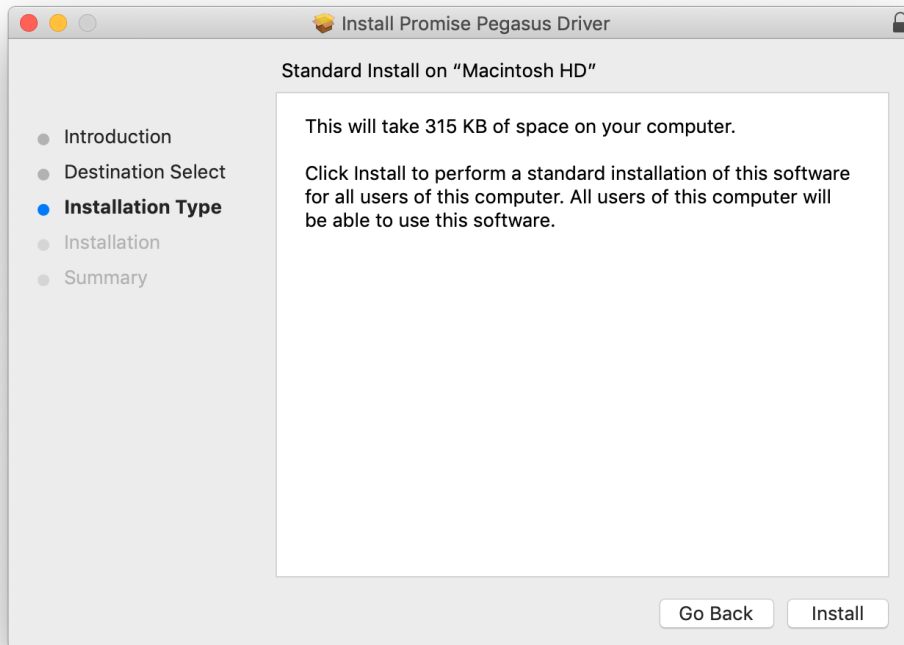 Install Promise Pegasus Driver
Standard Install on “Macintosh HD”
Introduction
Destination Select
Installation Type
Installation
Summary
This will take 315 KB of space on your computer.
Click Install to perform a standard installation of this software
for all users of this computer. All users of this computer will
be able to use this software.
Go Back
Install